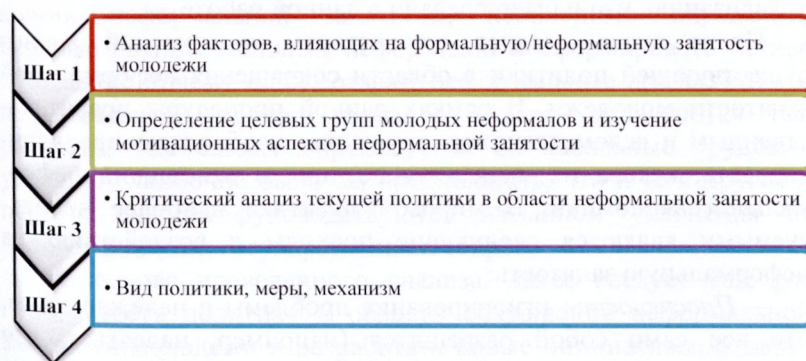 Шаг 1
• Анализ факторов, влияющих на формальную/неформальную занятость
молодежи
Шаг 2
• Определение целевых групп молодых неформалов и изучение
мотивационных аспектов неформальной занятости
Шаг 3
• Критический анализ текущей политики в области неформальной занятости
молодежи
Шаг 4
• Вид политики, меры, механизм